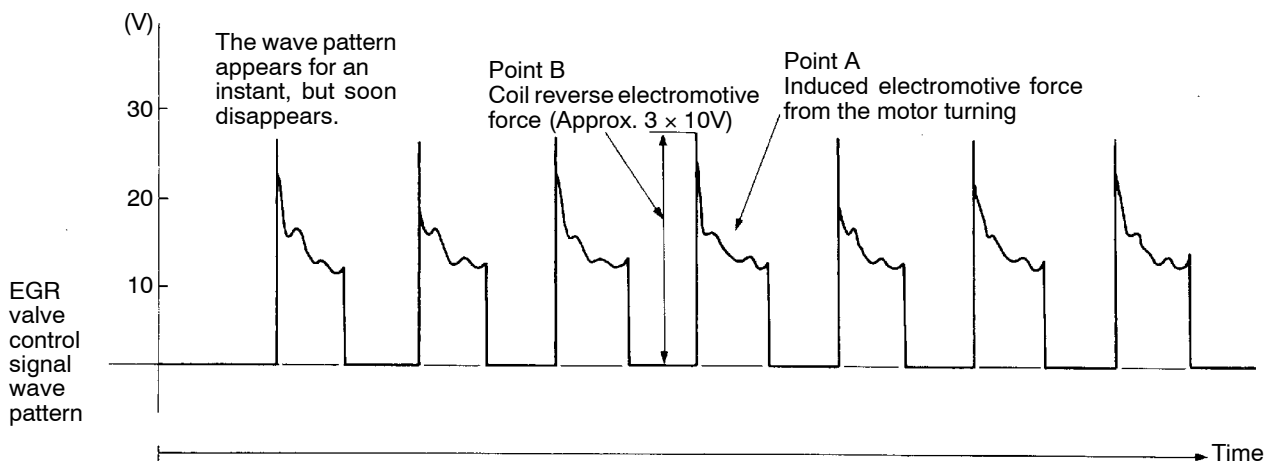 (V)
The wave pattern
appears for an
instant, but soon
disappears.
Point B
Coil reverse electromotive
force (Approx. 3 × 10V)
Point A
Induced electromotive force
from the motor turning
30
20
10
EGR
valve
control
signal
wave
pattern
Time